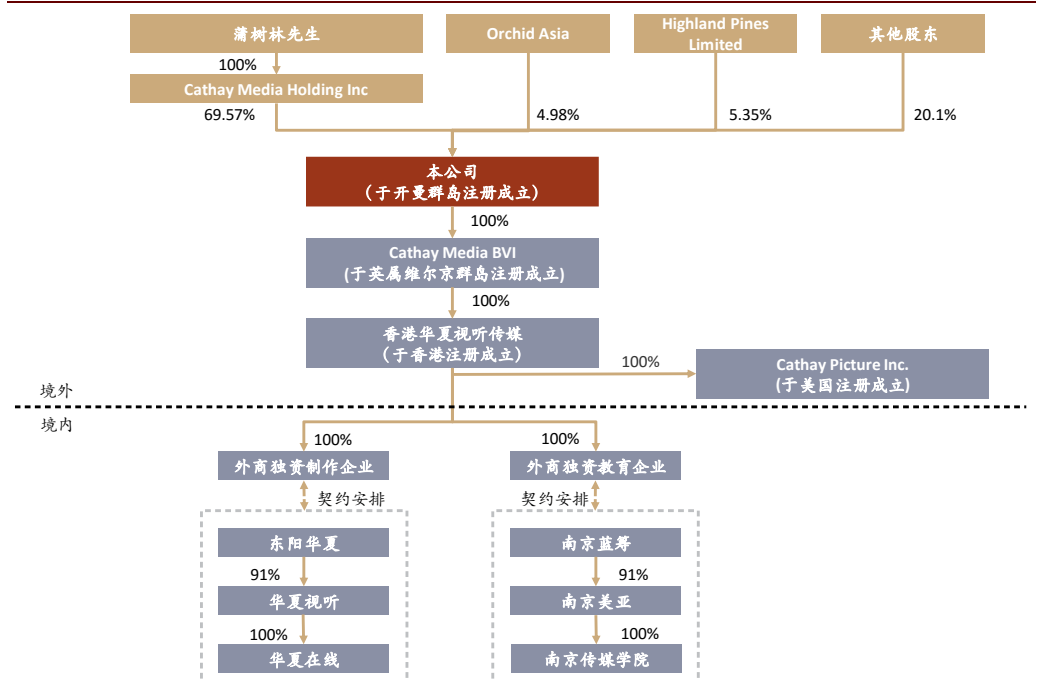 蒲树林先生
Orchid Asia
Highland Pines
Limited
其他股东
100%
Cathay Media Holding Inc
69.57%
4.98%
5.35%
20.1%
本公司
（于开曼群岛注册成立）
100%
Cathay Media BVI
(于英属维尔京群岛注册成立)
100%
香港华夏视听传媒
（于香港注册成立）
100%
Cathay Picture Inc.
(于美国注册成立)
境外
境内
100%
100%
外商独资制作企业
外商独资教育企业
契约安排
契约安排
东阳华夏
南京蓝筹
91%
91%
华夏视听
南京美亚
100%
100%
华夏在线
南京传媒学院